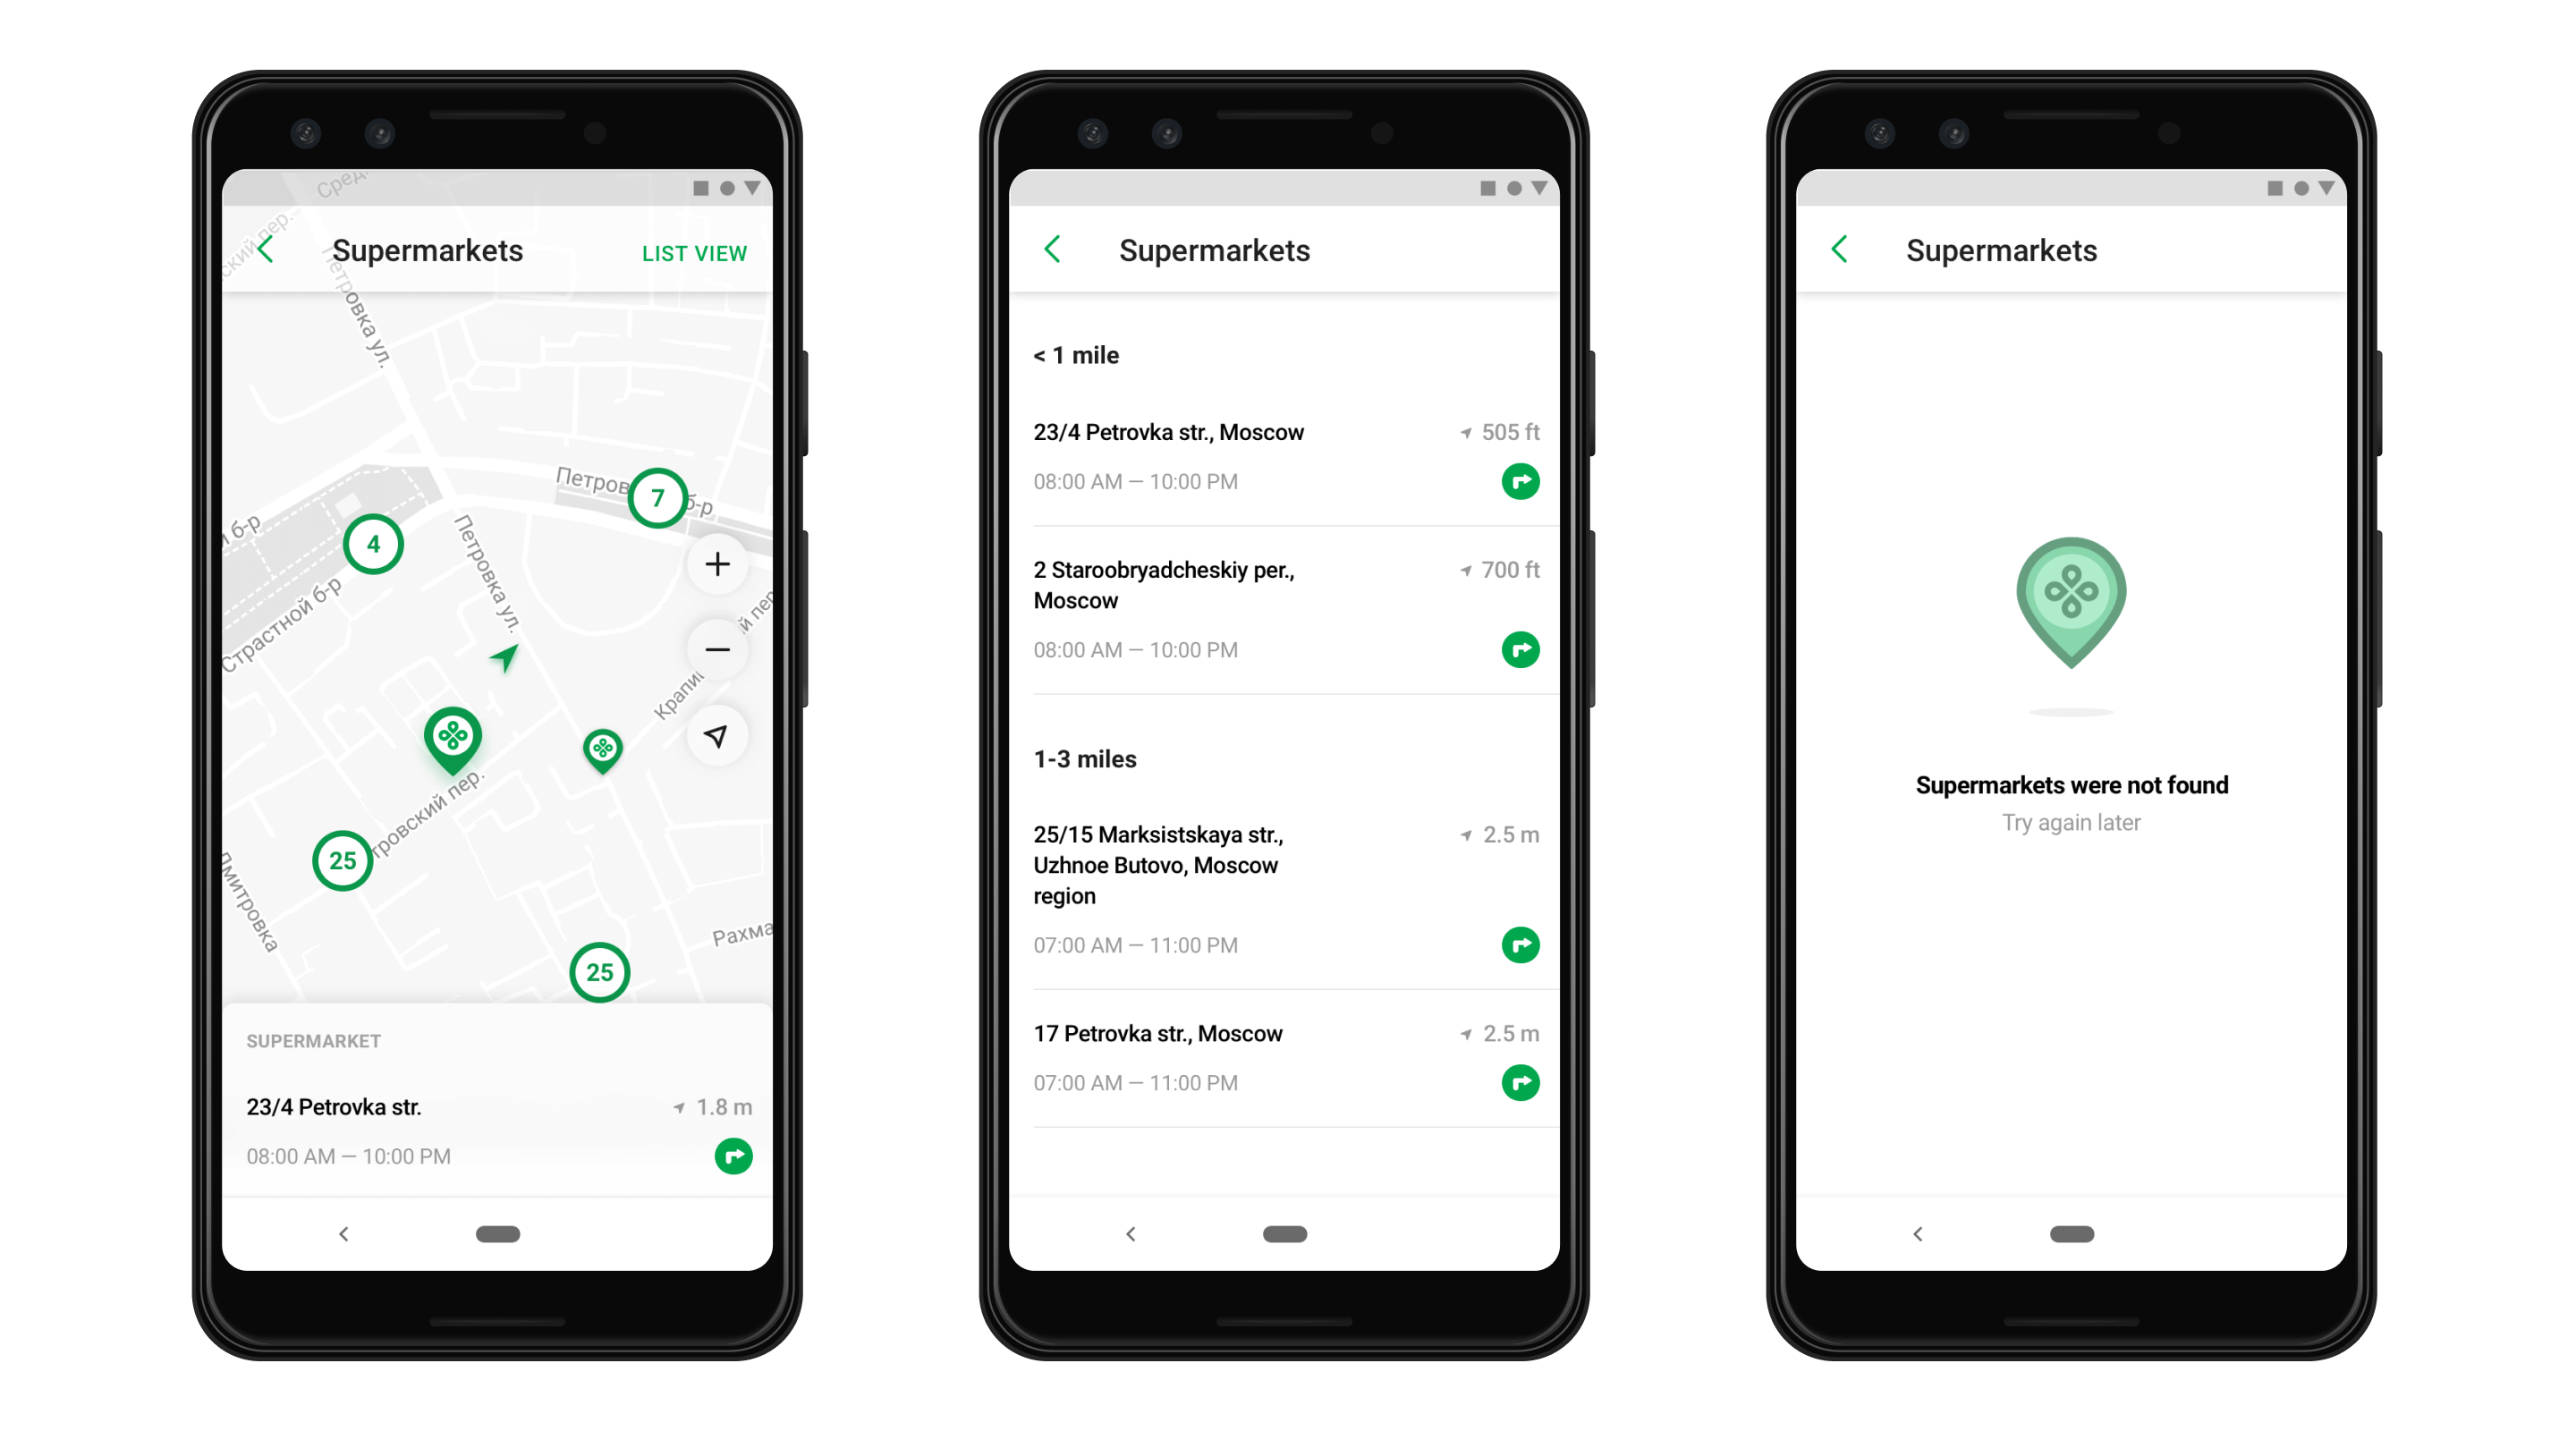 Сред
ский пер.
Supermarkets
LIST VIEW
Петровка ул.
Петров
б-р
7
4
й б-р
Петровка ул.
Страстной б-р
й пер
Крапи
тровский пер.
25
Дмитровка
Рахма
25
SUPERMARKET
23/4 Petrovka str.
1.8 m
08:00 AM — 10:00 PM
Supermarkets
< 1 mile
23/4 Petrovka str., Moscow
505 ft
08:00 AM — 10:00 PM
2 Staroobryadcheskiy per.,
Moscow
700 ft
08:00 AM — 10:00 PM
1-3 miles
25/15 Marksistskaya str.,
Uzhnoe Butovo, Moscow
region
2.5 m
07:00 AM — 11:00 PM
17 Petrovka str., Moscow
2.5 m
07:00 AM — 11:00 PM
Supermarkets
Supermarkets were not found
Try again later